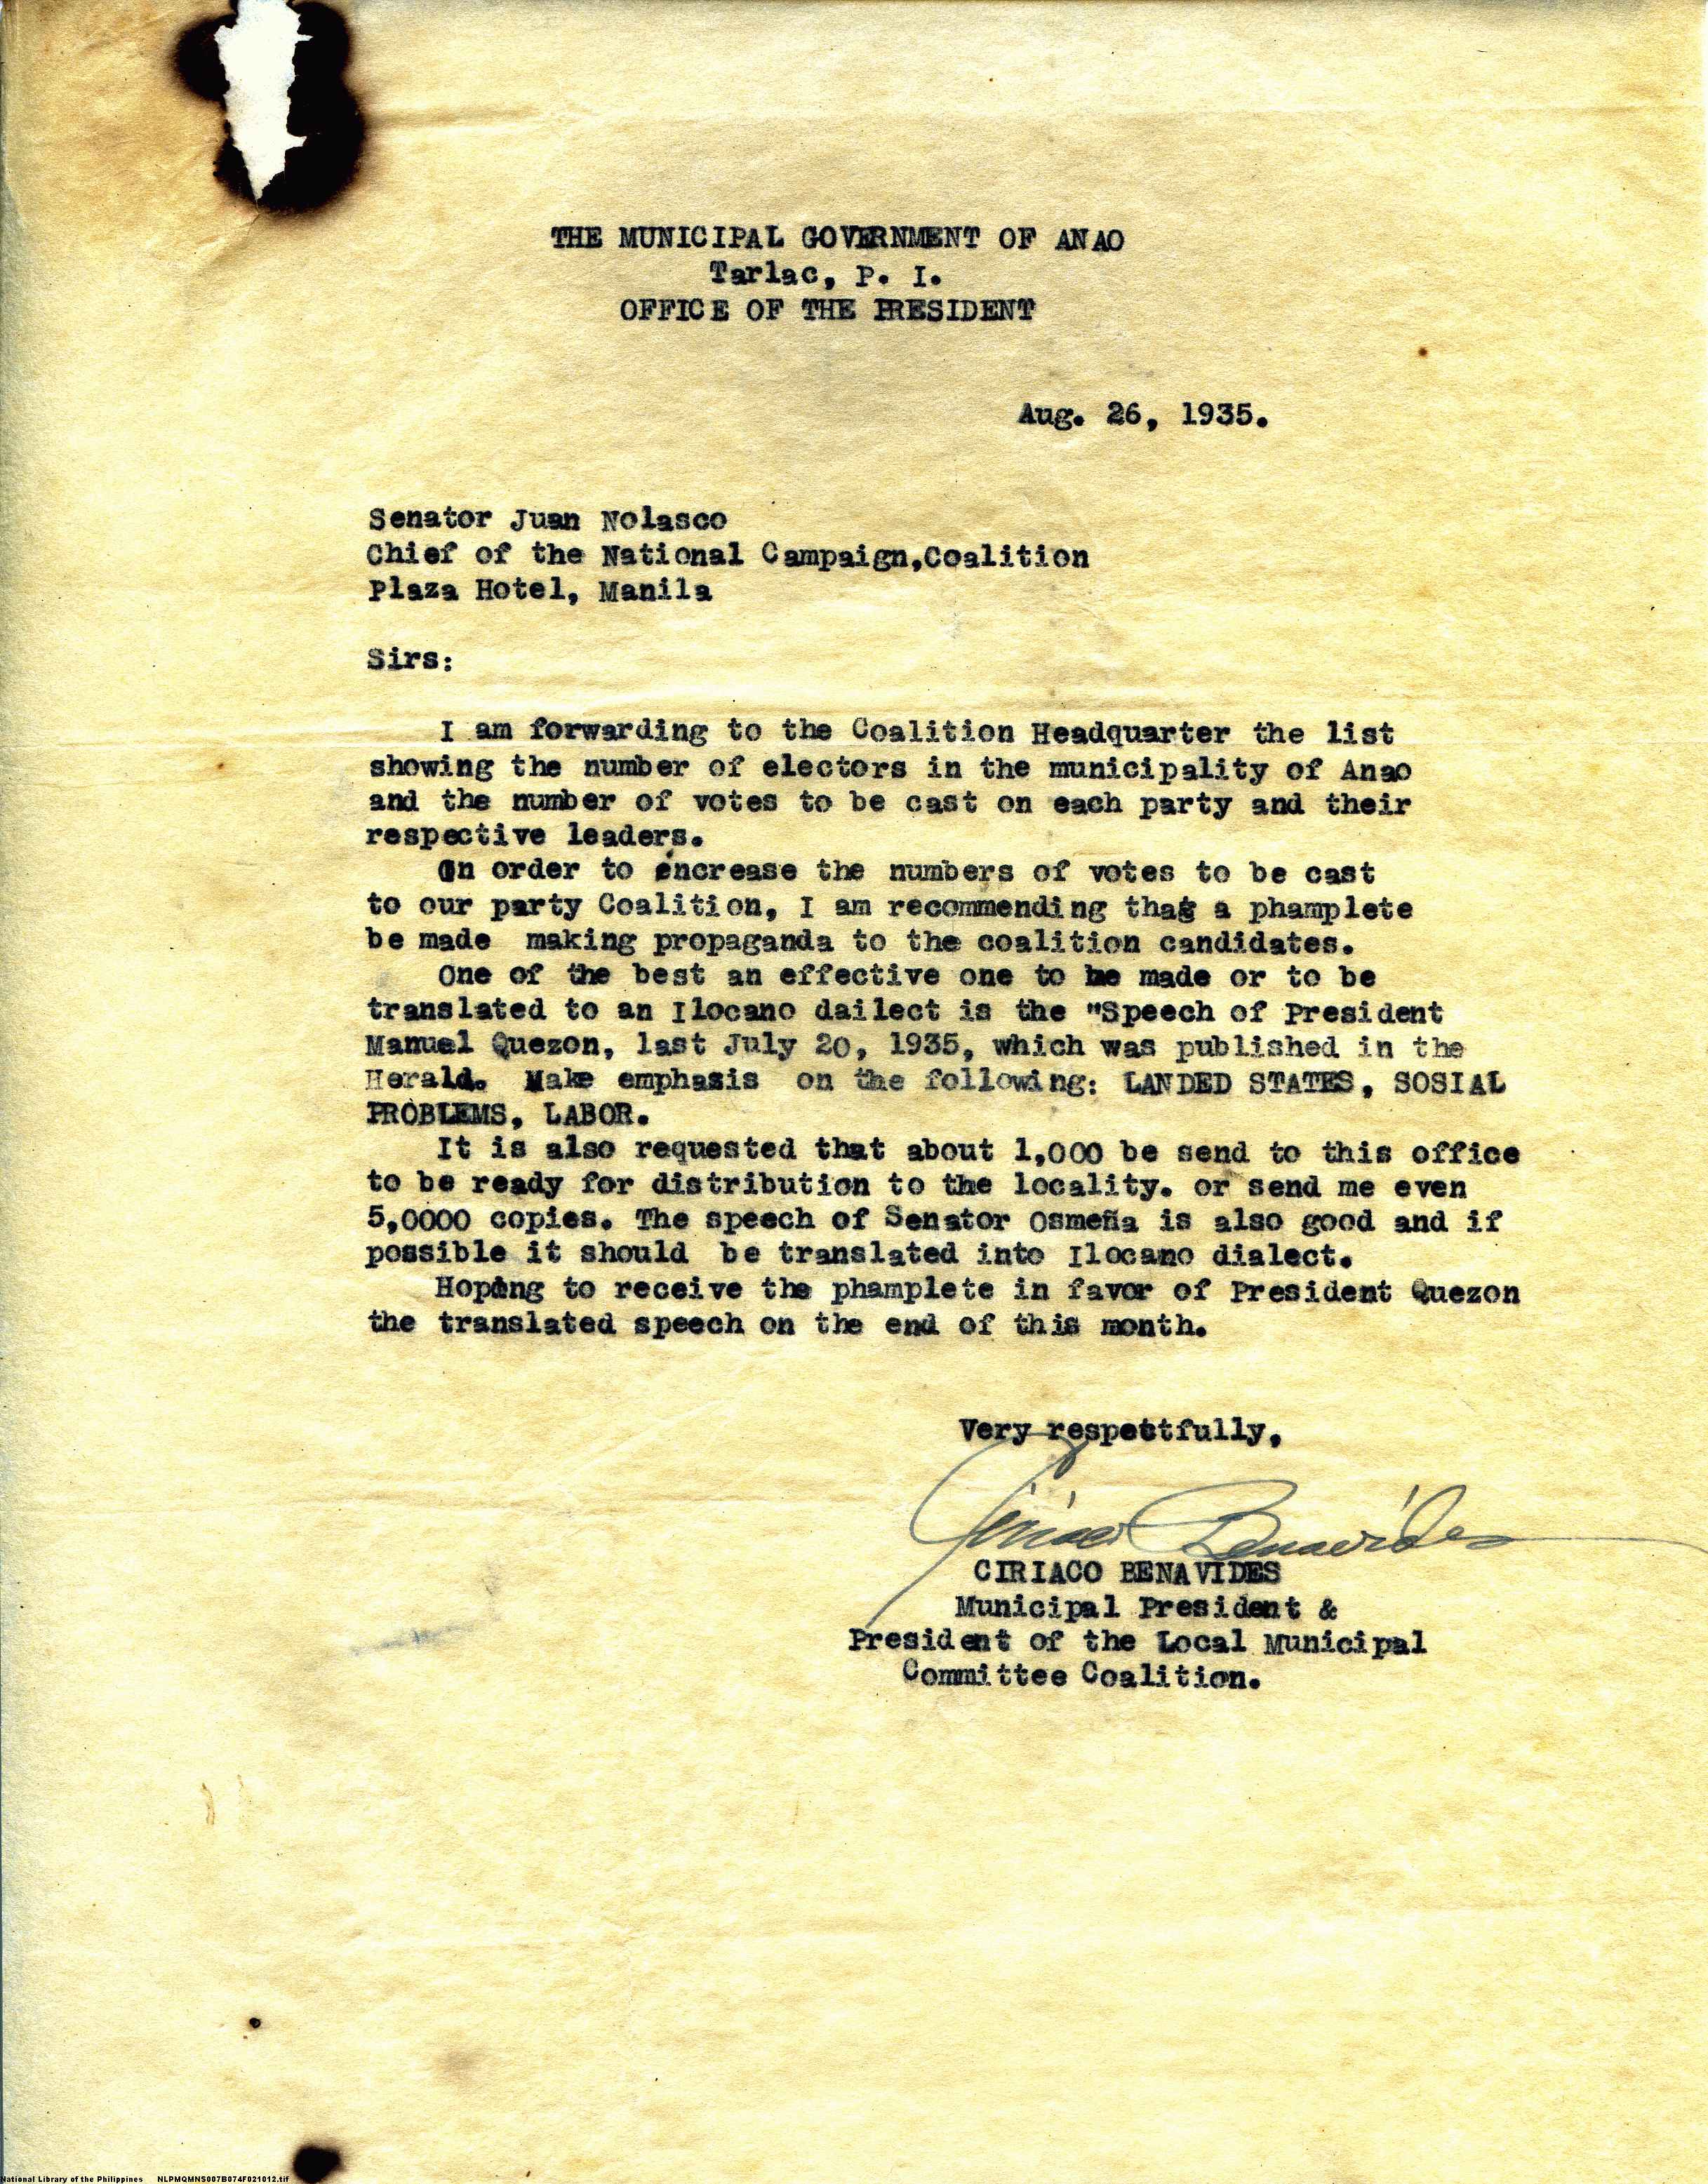 THE MUNICIPAL GOVERNMENT OF ANAO
Tarlac, P. I.
OFFICE OF THE PRESIDENT
Aug. 26, 1935.
Senator Juan Nolasco
Chief of the National Campaign,Coalition
Plaza Hotel, Manila
Sirs:
I am forwarding to the Coalition Headquarter the list
showing the number of electors in the municipality of Anao
and the number of votes to be cast on each party and their
respective leaders.
In order to encrease the numbers of votes to be cast
to our party Coalition, I am recommending that a phamplete
be made making propaganda to the coalition candidates.
One of the best an effective one to be made or to be
translated to an Ilocano dailect is the "Speech of President
Manuel Quezon, last July 20, 1935, which was published in the
Herald. Make emphasis on the following: LANDED STATES, SOSIAL
PROBLEMS, LABOR.
It is also requested that about 1,000 be send to this office
to be ready for distribution to the locality. or send me even
5,0000 copies. The speech of Senator Osmeña is also good and if
possible it should be translated into Ilocano dialect.
Hoping to receive the phamplete in favor of President Quezon
the translated speech on the end of this month.
Very respettfully,
Ciriaco Benavides
CIRIACO BENAVIDES
Municipal President &
President of the Local Municipal
Committee Coalition.
National Library of the Philippines NLPMQMNS007B074F021012.tif